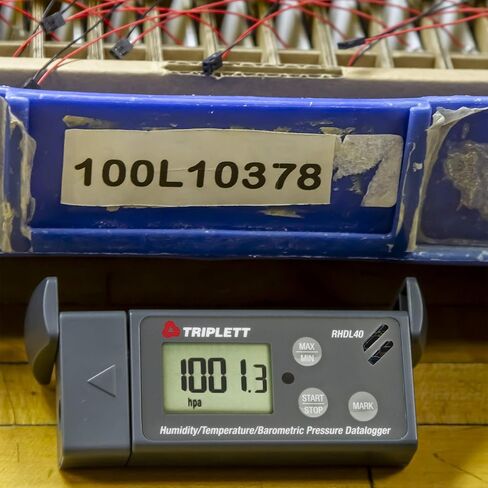 100L10378
TRIPLETT
RHDL40
MAX
MIN
1001.3
hpa
START
STOP
MARK
Humidity/Temperature/Barometric Pressure Datalogger